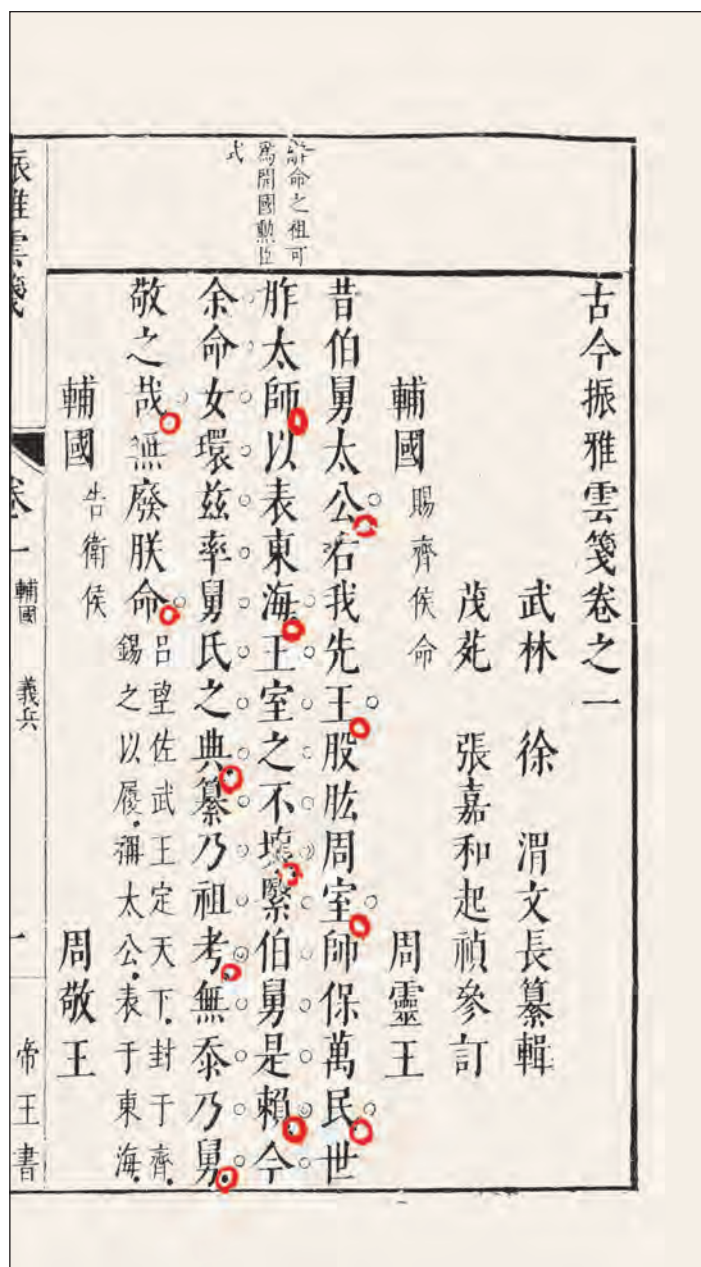 古今振雅雲箋卷之一
武林　徐　渭文長纂輯
茂苑　張嘉和起禎參訂
輔國　賜齊侯命　周靈王
辭命之祖可
爲開國勲臣
式
昔伯舅太公右我先王股肱周室師保萬民世
胙太師以表東海王室之不壞繄伯舅是賴今
余命女環兹率舅氏之典纂乃祖考無忝乃舅
敬之哉無廢朕命
呂望佐武王定天下封于齊
錫之以履稱太公表于東海
輔國　告衛侯　周敬王
振雅雲箋　卷一　輔國　義兵　一　帝王書